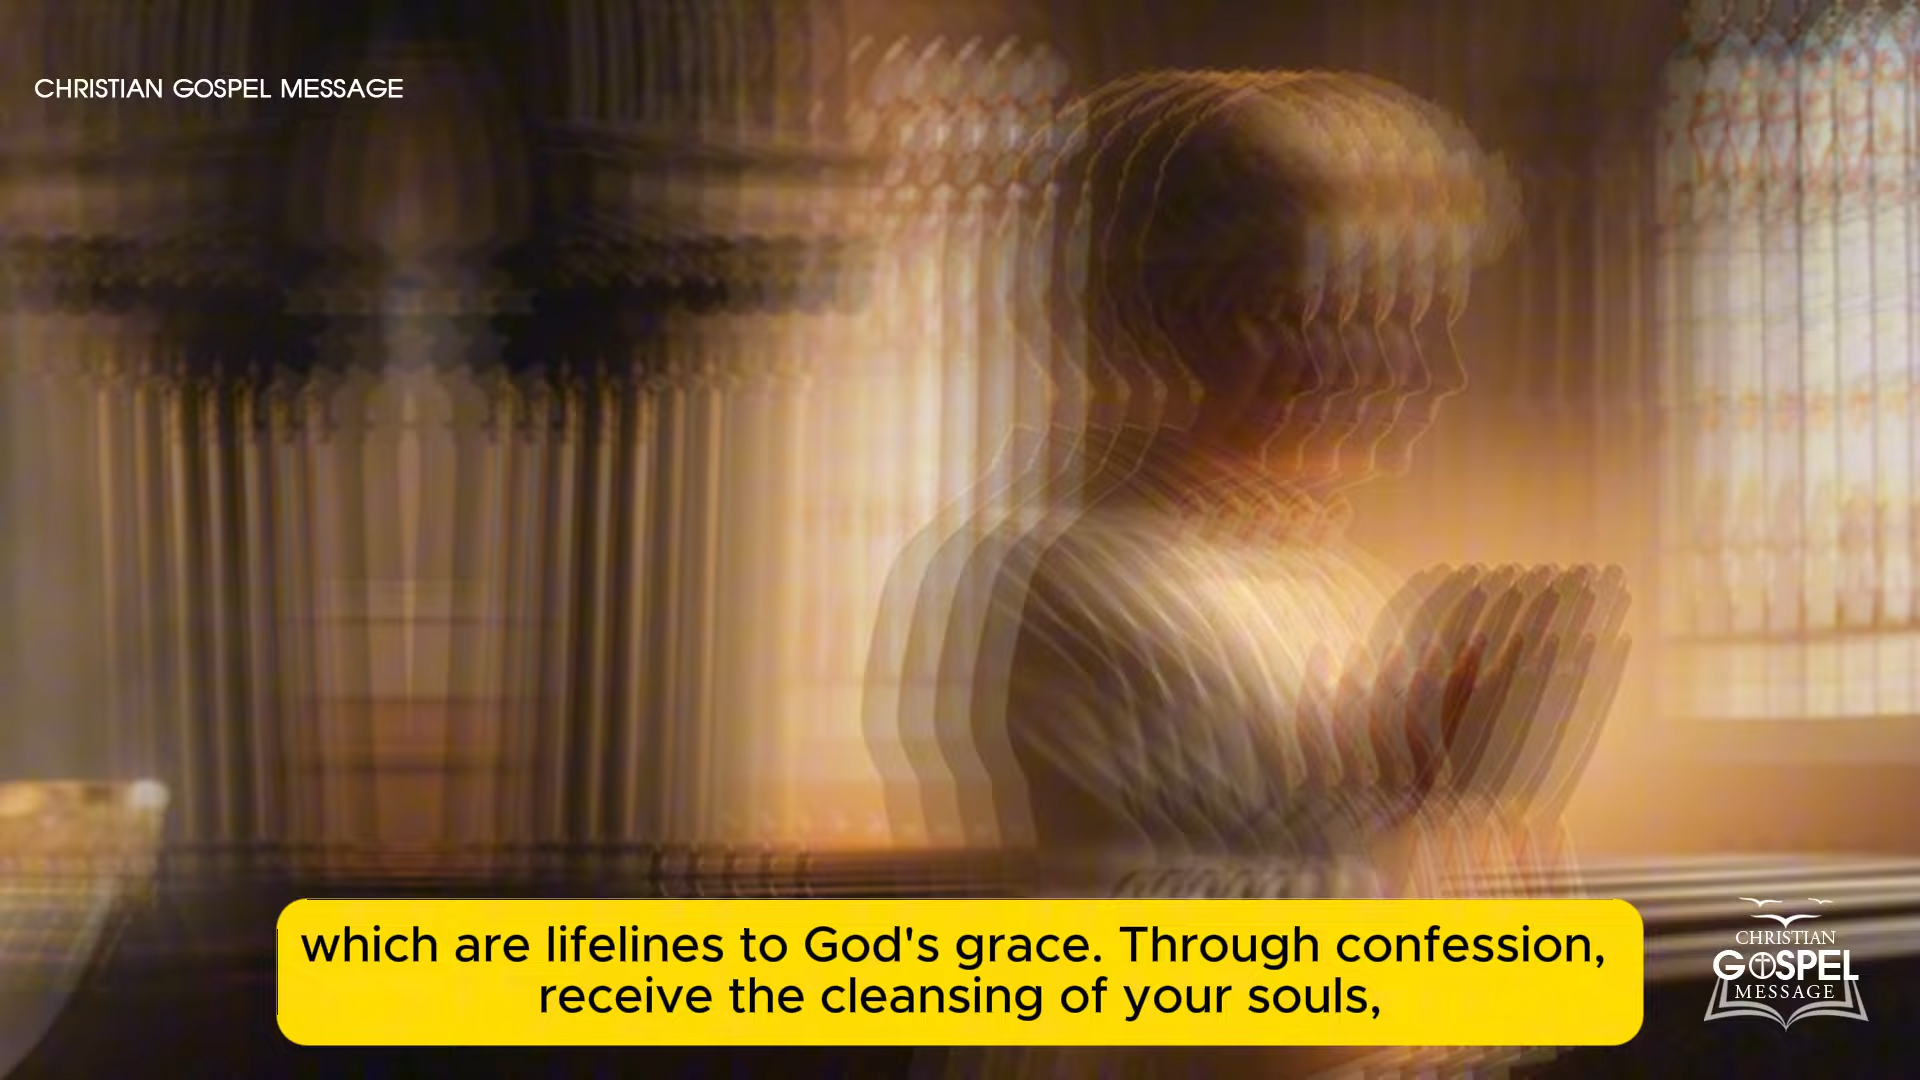 CHRISTIAN GOSPEL MESSAGE
which are lifelines to God's grace. Through confession,
receive the cleansing of your souls,
CHRISTIAN
GOSPEL
MESSAGE